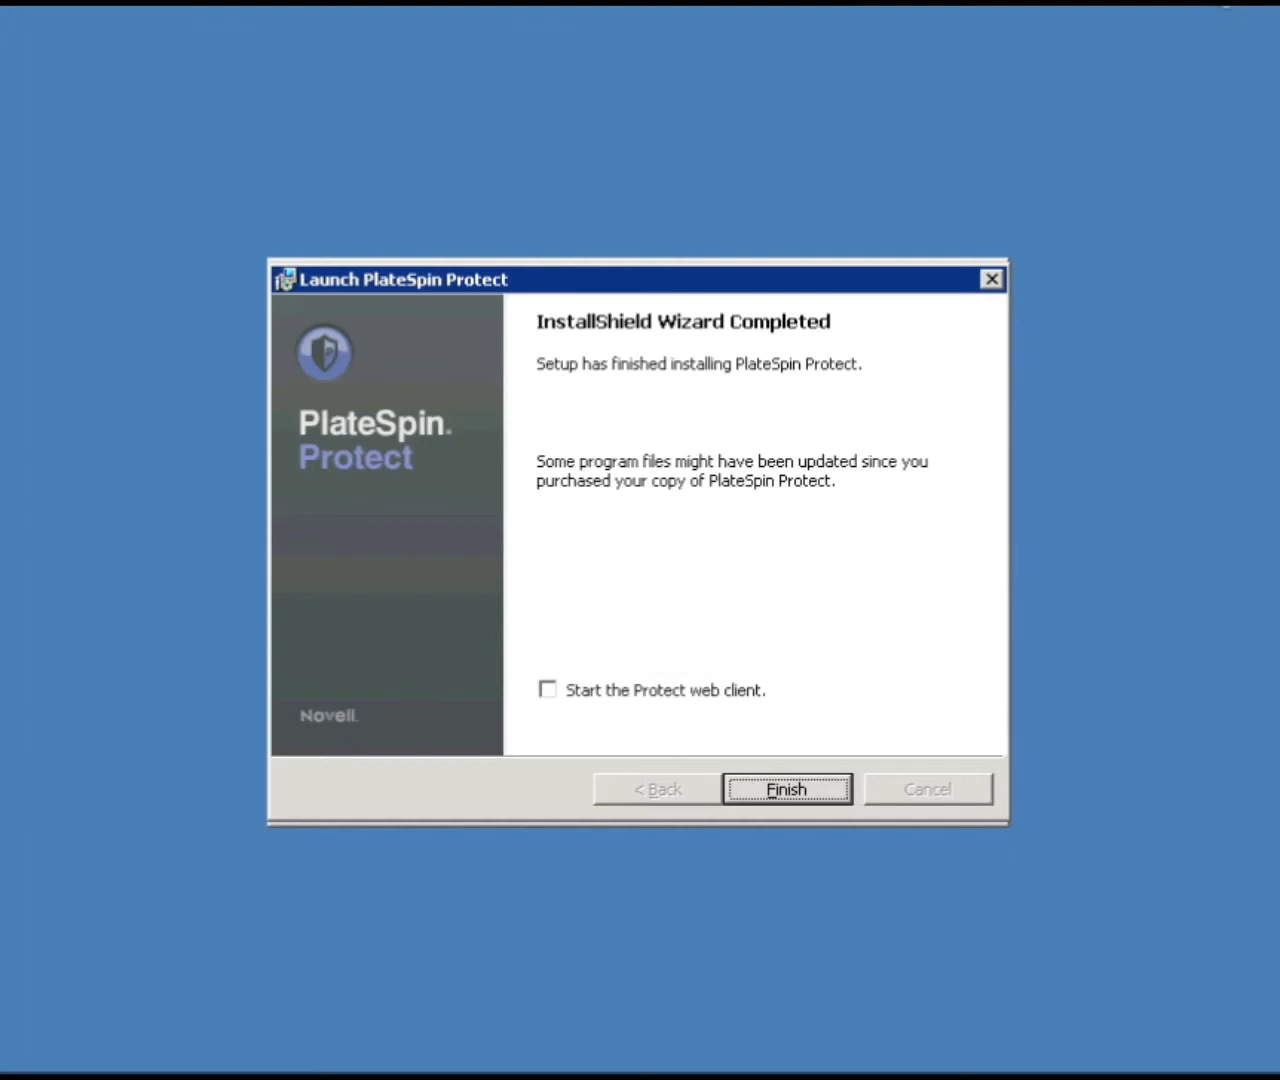 Launch PlateSpin Protect
PlateSpin.
Protect
Novell.
InstallShield Wizard Completed
Setup has finished installing PlateSpin Protect.
Some program files might have been updated since you
purchased your copy of PlateSpin Protect.
Start the Protect web client.
< Back
Finish
Cancel